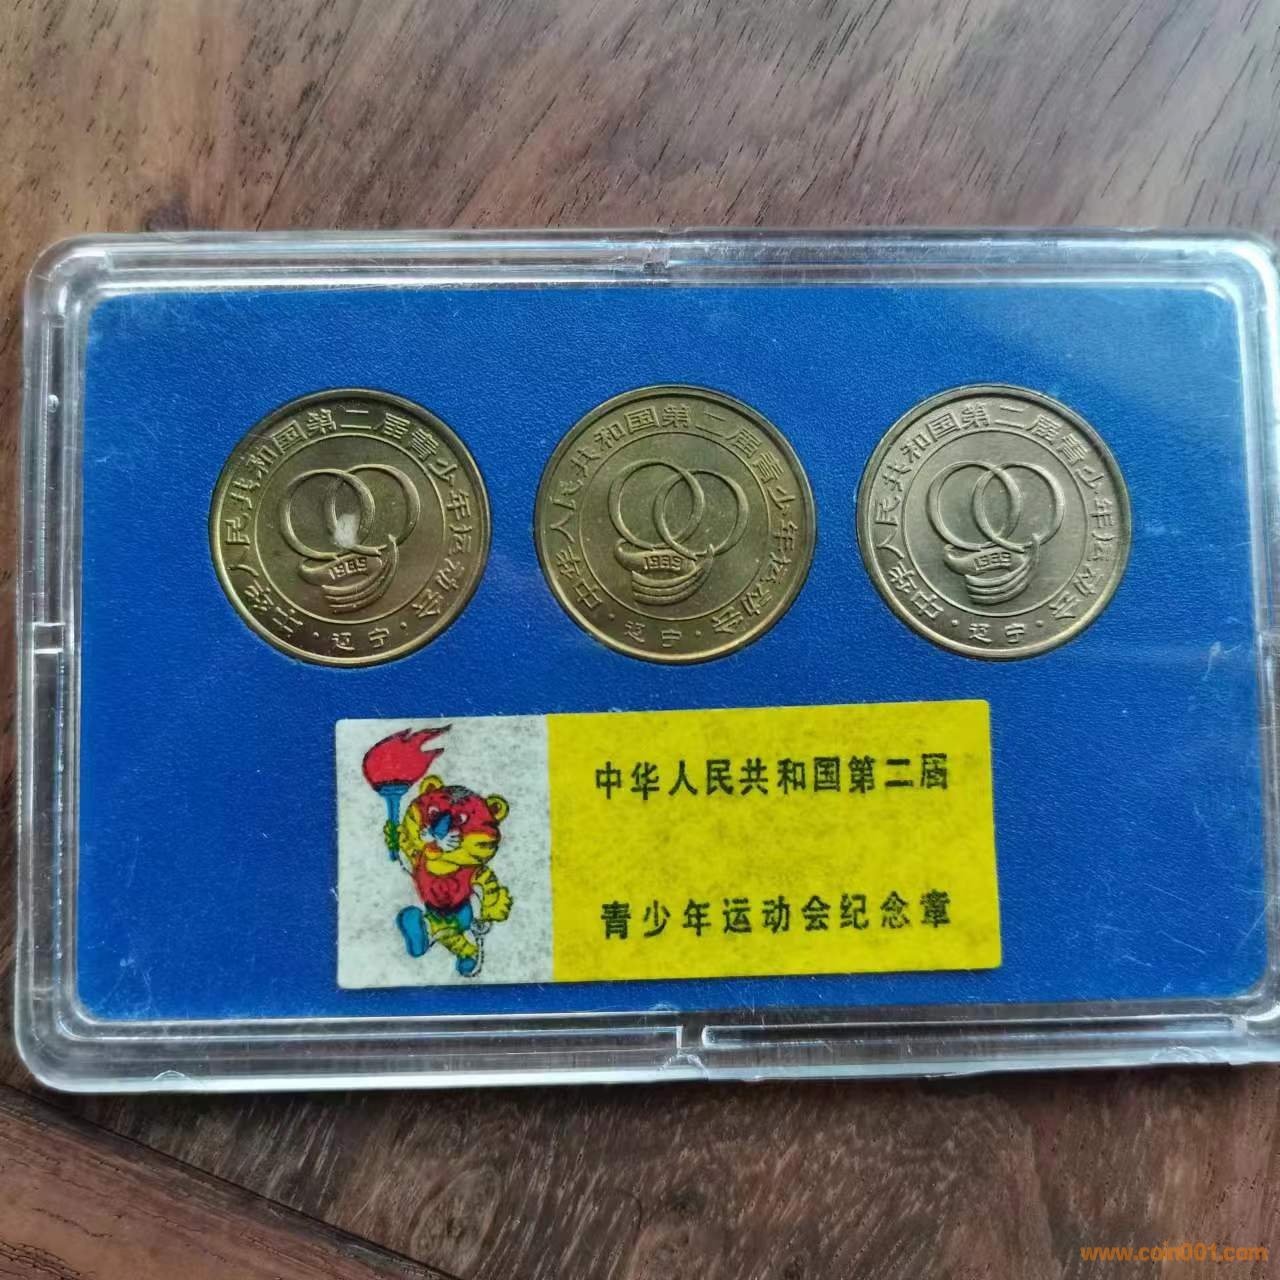 中华人民共和国第二届青少年运动会
1989
·辽宁·
中华人民共和国第二届青少年运动会
1989
·辽宁·
中华人民共和国第二届青少年运动会
1989
·辽宁·
中华人民共和国第二届
青少年运动会纪念章
www.coin001.com